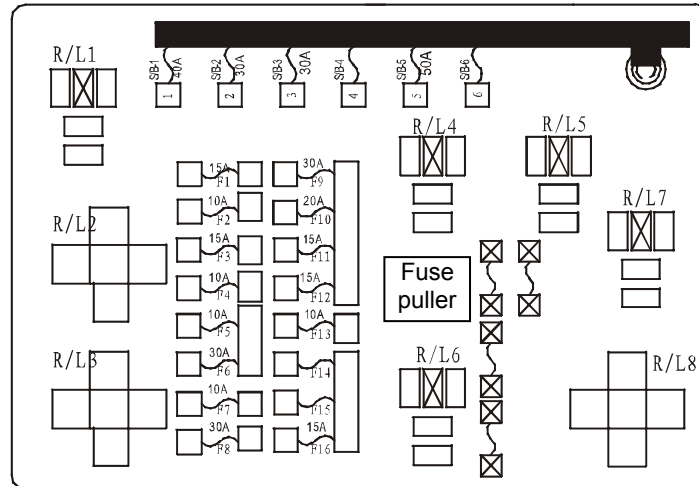 SB-1 40A SB-2 30A SB-3 30A SB-4 SB-5 50A SB-6
1 2 3 4 5 6
R/L1
R/L4 R/L5
15A F1 30A F9
10A F2 20A F10
R/L2 R/L7
15A F3 15A F11
10A F4 15A F12
Fuse
puller
10A F5 10A F13
R/L3 R/L6 R/L8
30A F6 F14
10A F7 F15
30A F8 15A F16